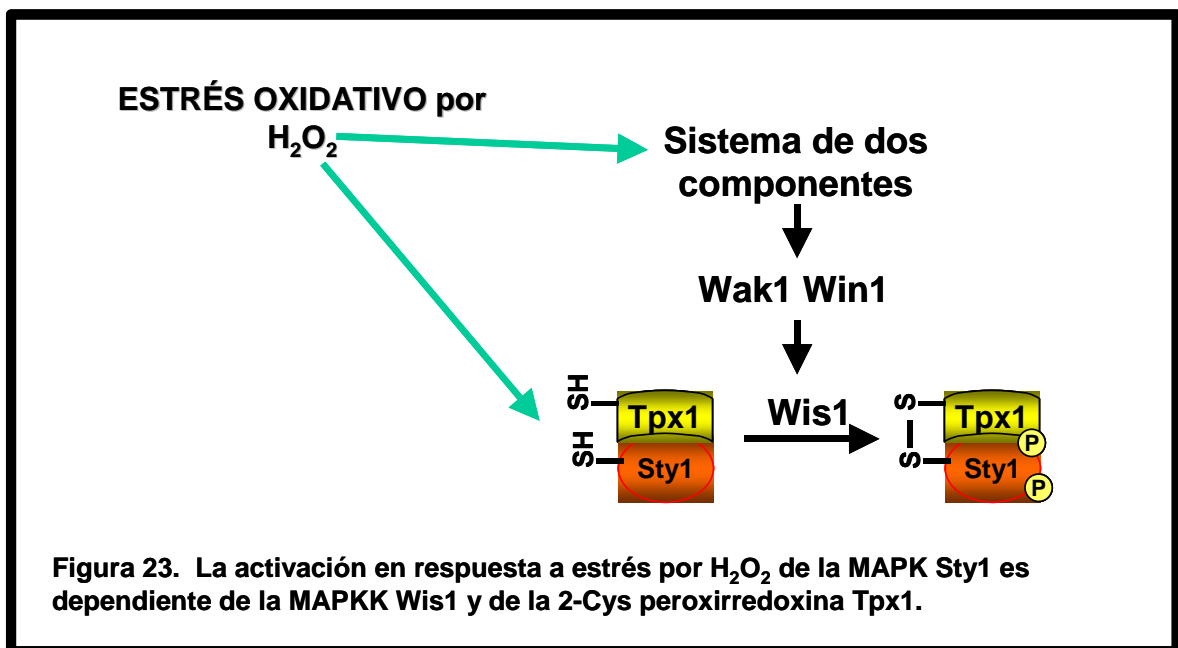 ESTRÉS OXIDATIVO por
H₂O₂
Sistema de dos
componentes
Wak1 Win1
Wis1
SH
Tpx1
SH
Sty1
S
Tpx1
P
S
Sty1
P
Figura 23. La activación en respuesta a estrés por H₂O₂ de la MAPK Sty1 es
dependiente de la MAPKK Wis1 y de la 2-Cys peroxirredoxina Tpx1.